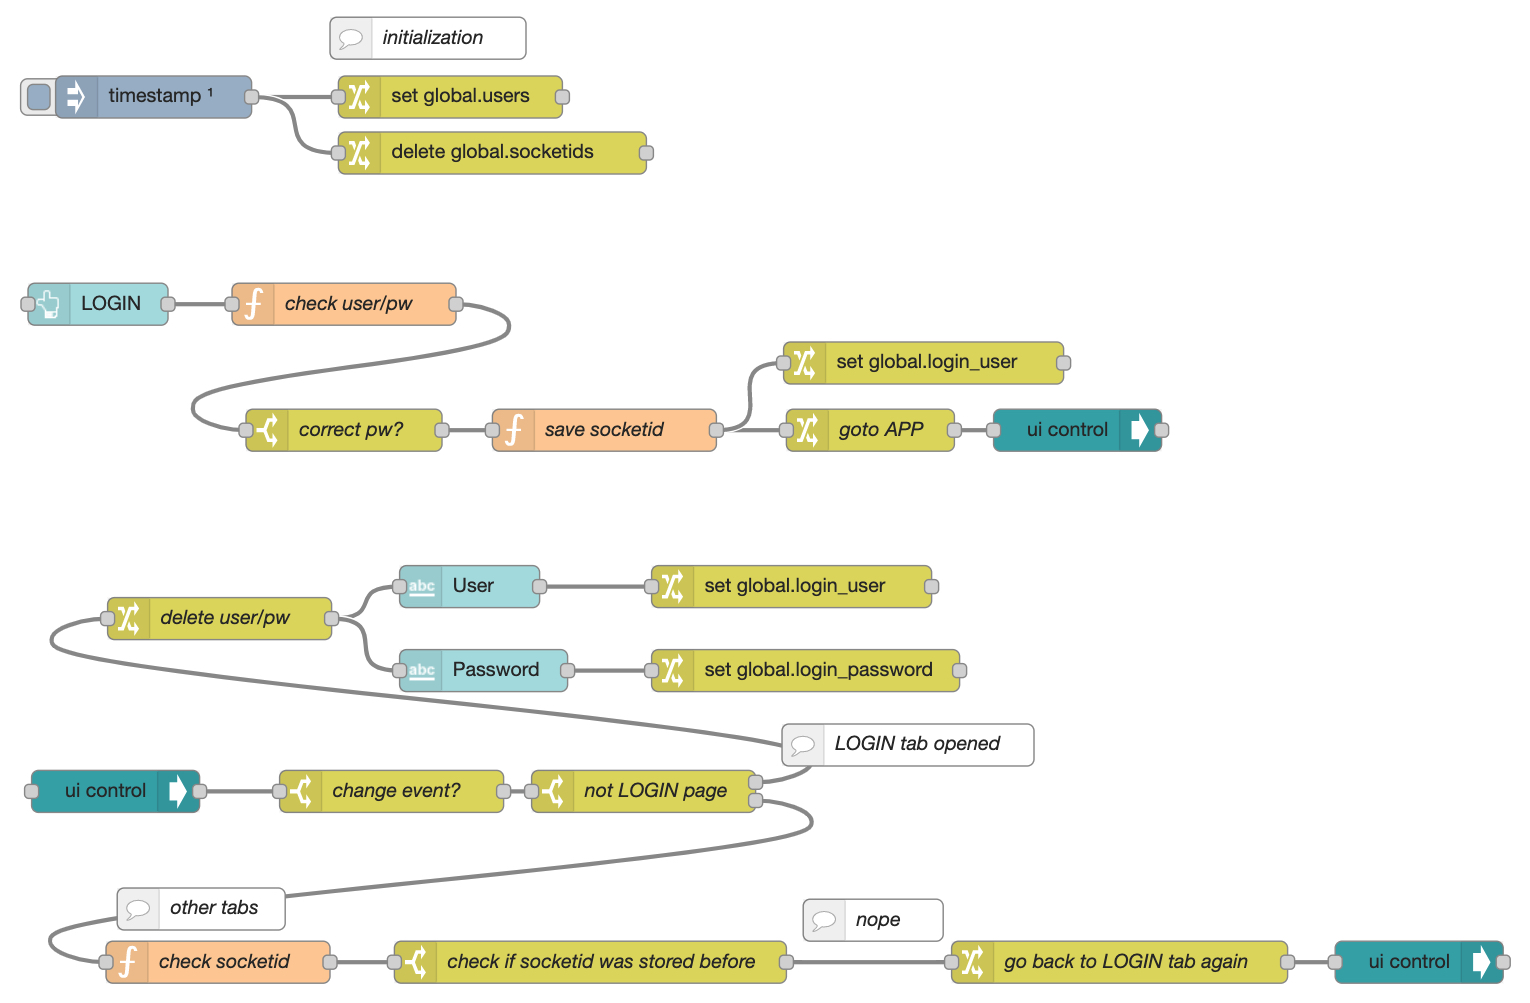 initialization
timestamp ¹
set global.users
delete global.socketids
LOGIN
check user/pw
set global.login_user
correct pw?
save socketid
goto APP
ui control
abc
User
set global.login_user
delete user/pw
abc
Password
set global.login_password
LOGIN tab opened
ui control
change event?
not LOGIN page
other tabs
nope
check socketid
check if socketid was stored before
go back to LOGIN tab again
ui control